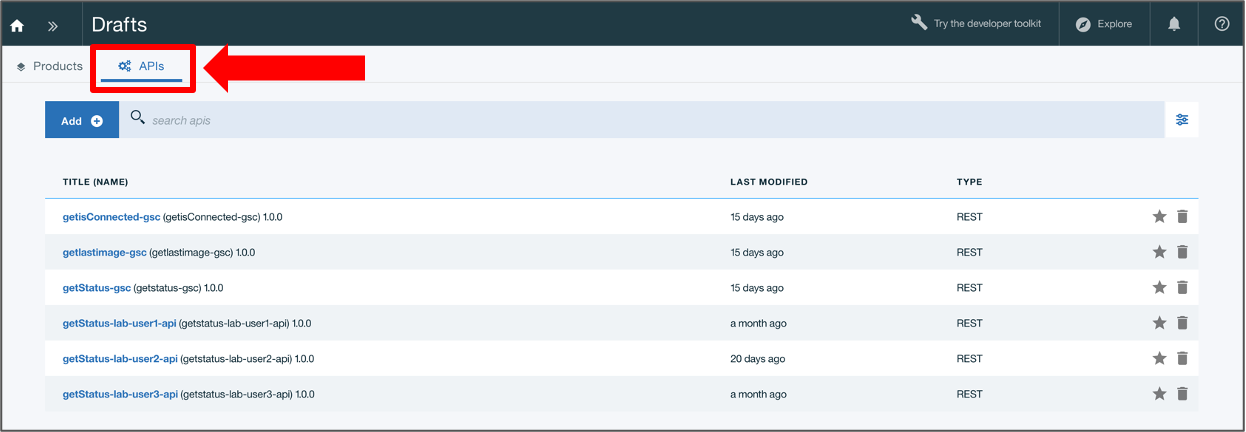 Drafts
Try the developer toolkit
Explore
Products
APIs
Add
search apis
TITLE (NAME) LAST MODIFIED TYPE
getisConnected-gsc (getisConnected-gsc) 1.0.0 15 days ago REST
getlastimage-gsc (getlastimage-gsc) 1.0.0 15 days ago REST
getStatus-gsc (getstatus-gsc) 1.0.0 15 days ago REST
getStatus-lab-user1-api (getstatus-lab-user1-api) 1.0.0 a month ago REST
getStatus-lab-user2-api (getstatus-lab-user2-api) 1.0.0 20 days ago REST
getStatus-lab-user3-api (getstatus-lab-user3-api) 1.0.0 a month ago REST